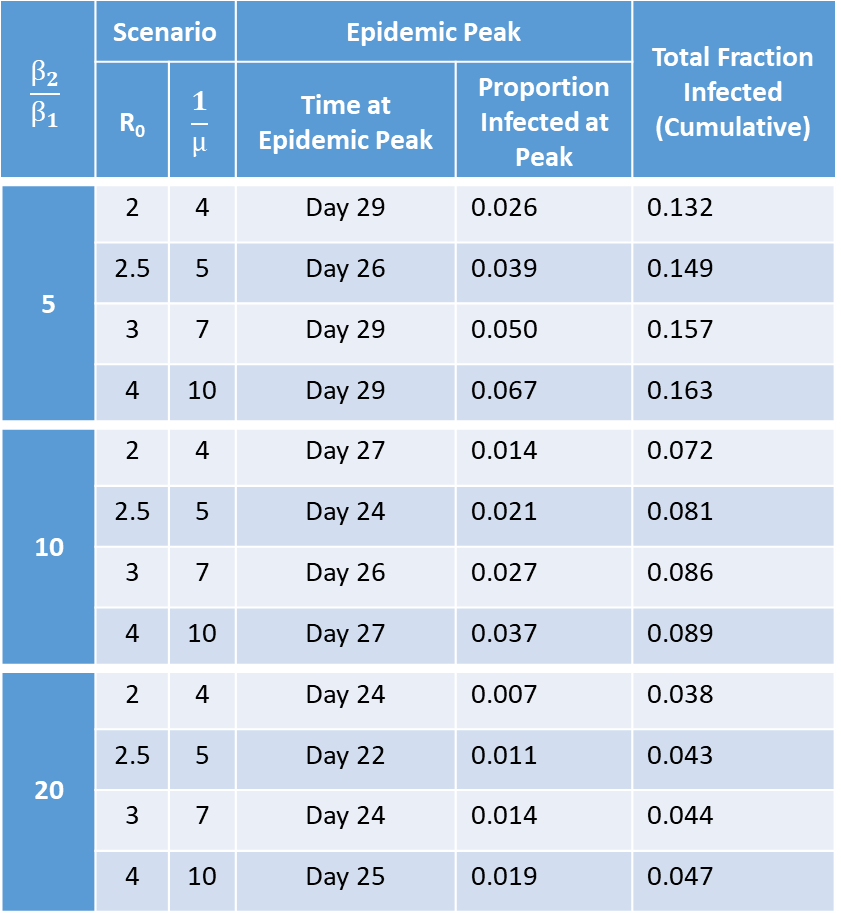 β₂/β₁ Scenario Epidemic Peak Total Fraction Infected (Cumulative)
R₀ 1/μ Time at Epidemic Peak Proportion Infected at Peak
5 2 4 Day 29 0.026 0.132
2.5 5 Day 26 0.039 0.149
3 7 Day 29 0.050 0.157
4 10 Day 29 0.067 0.163
10 2 4 Day 27 0.014 0.072
2.5 5 Day 24 0.021 0.081
3 7 Day 26 0.027 0.086
4 10 Day 27 0.037 0.089
20 2 4 Day 24 0.007 0.038
2.5 5 Day 22 0.011 0.043
3 7 Day 24 0.014 0.044
4 10 Day 25 0.019 0.047